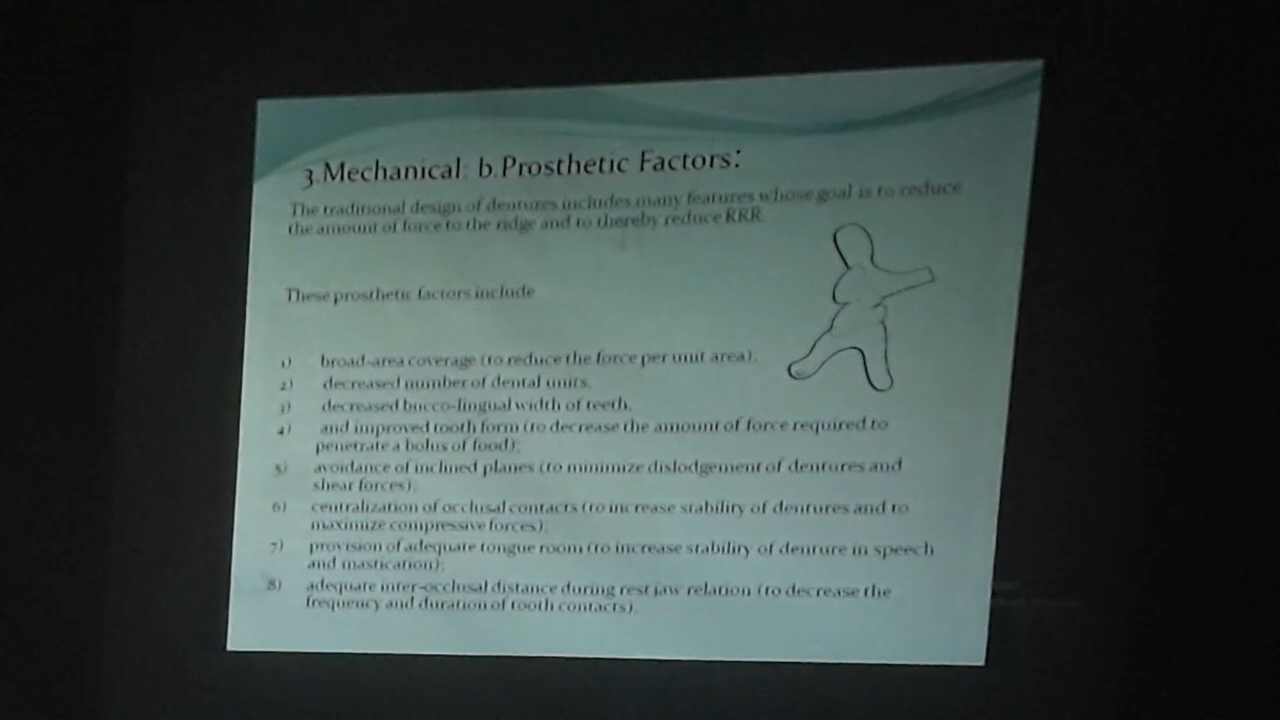 3.Mechanical: b.Prosthetic Factors:
The traditional design of dentures includes many features whose goal is to reduce
the amount of force to the ridge and to thereby reduce RRR.
These prosthetic factors include
1) broad-area coverage (to reduce the force per unit area);
2) decreased number of dental units.
3) decreased bucco-lingual width of teeth.
4) and improved tooth form (to decrease the amount of force required to
penetrate a bolus of food);
5) avoidance of inclined planes (to minimize dislodgement of dentures and
shear forces);
6) centralization of occlusal contacts (to increase stability of dentures and to
maximize compressive forces);
7) provision of adequate tongue room (to increase stability of denture in speech
and mastication);
8) adequate inter-occlusal distance during rest jaw relation (to decrease the
frequency and duration of tooth contacts).